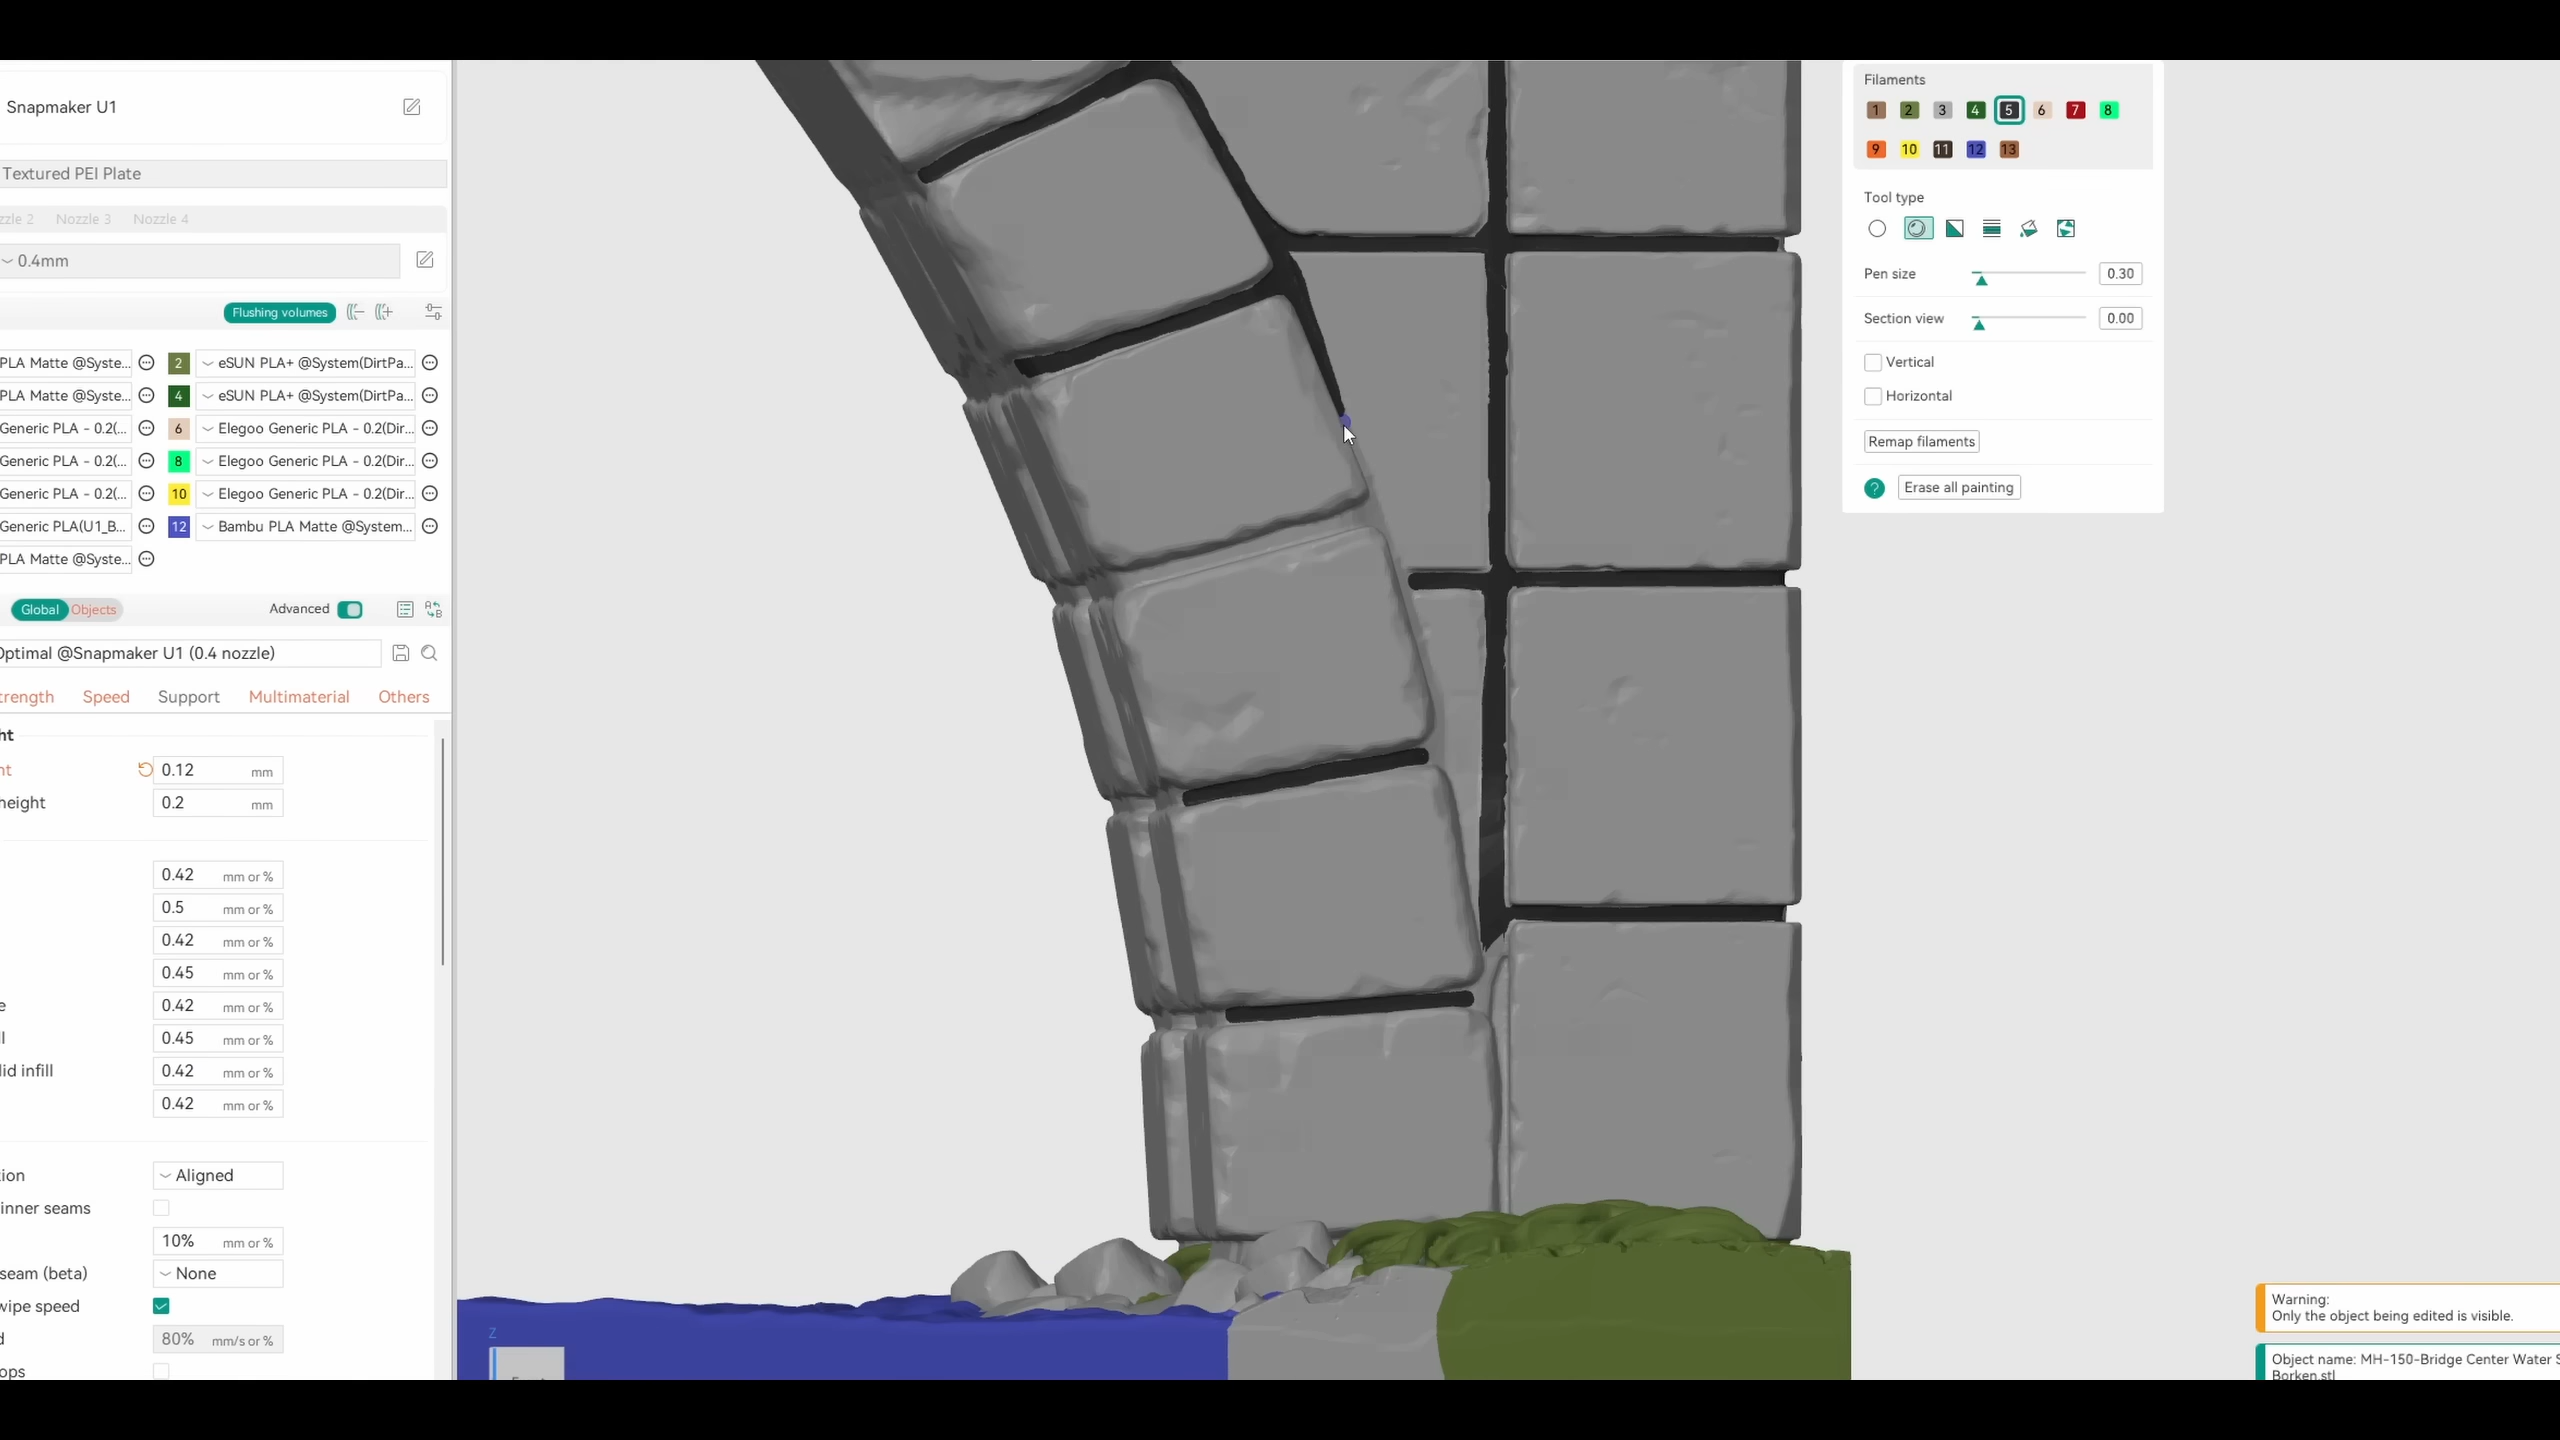 Snapmaker U1
Textured PEI Plate
zzle 2 Nozzle 3 Nozzle 4
0.4mm
Flushing volumes
PLA Matte @Syste... 2 eSUN PLA+ @System(DirtPa...
PLA Matte @Syste... 4 eSUN PLA+ @System(DirtPa...
Generic PLA - 0.2(... 6 Elegoo Generic PLA - 0.2(Dir...
Generic PLA - 0.2(... 8 Elegoo Generic PLA - 0.2(Dir...
Generic PLA - 0.2(... 10 Elegoo Generic PLA - 0.2(Dir...
Generic PLA(U1_B... 12 Bambu PLA Matte @System...
PLA Matte @Syste...
Global Objects Advanced
Optimal @Snapmaker U1 (0.4 nozzle)
trength Speed Support Multimaterial Others
ht
nt 0.12 mm
height 0.2 mm
0.42 mm or %
0.5 mm or %
0.42 mm or %
0.45 mm or %
e 0.42 mm or %
ll 0.45 mm or %
lid infill 0.42 mm or %
0.42 mm or %
tion Aligned
inner seams
10% mm or %
seam (beta) None
wipe speed
d 80% mm/s or %
ops
Z
Filaments
1 2 3 4 5 6 7 8
9 10 11 12 13
Tool type
Pen size 0.30
Section view 0.00
Vertical
Horizontal
Remap filaments
? Erase all painting
Warning:
Only the object being edited is visible.
Object name: MH-150-Bridge Center Water S
Borken.stl